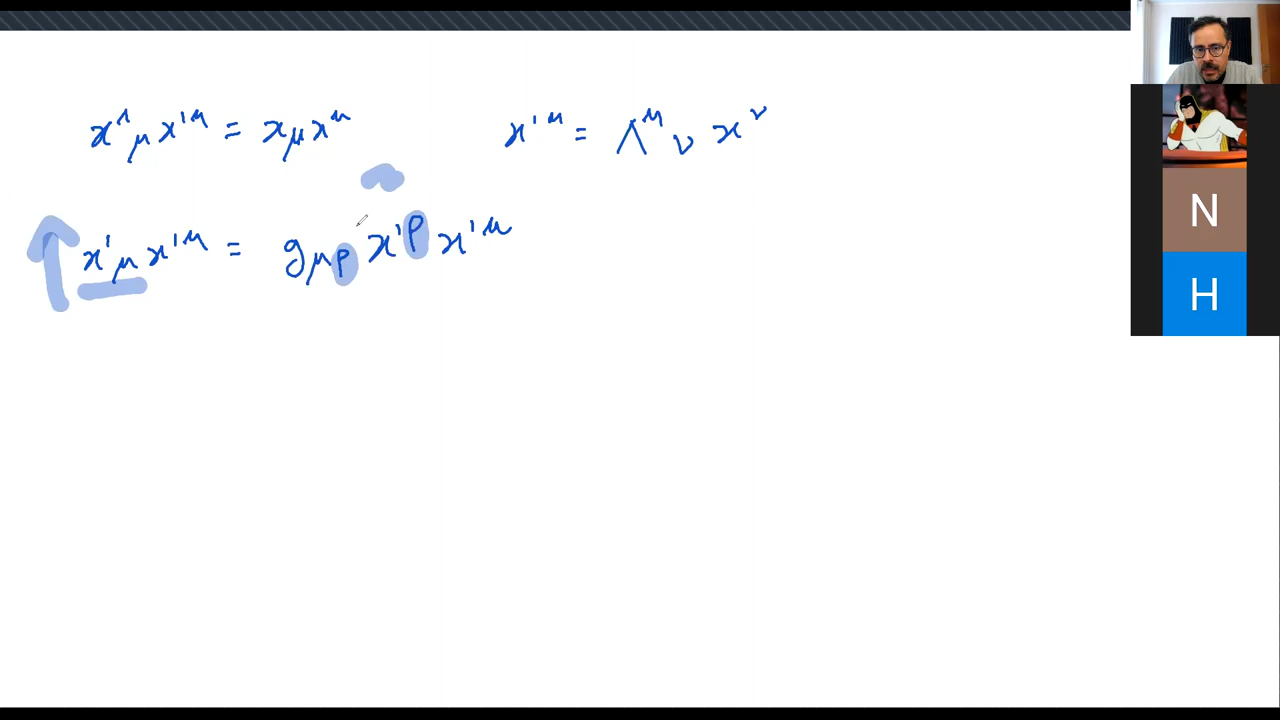 x'_μ x'^μ = x_μ x^μ    x'^μ = Λ^μ_ν x^ν
x'_μ x'^μ = g_μρ x'^ρ x'^μ
N
H